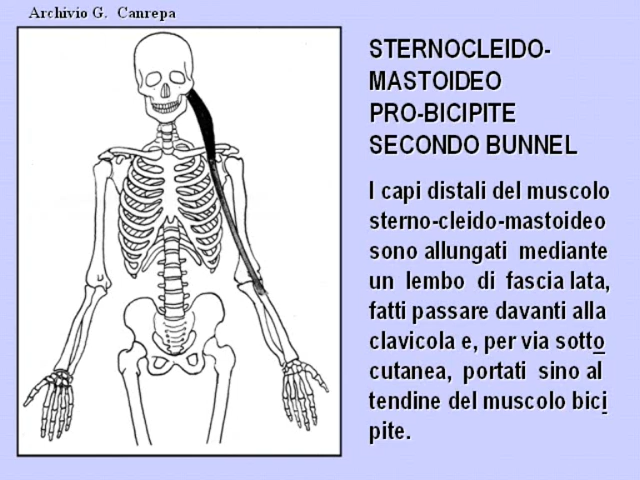 Archivio G. Canrepa
STERNOCLEIDO-
MASTOIDEO
PRO-BICIPITE
SECONDO BUNNEL
I capi distali del muscolo
sterno-cleido-mastoideo
sono allungati mediante
un lembo di fascia lata,
fatti passare davanti alla
clavicola e, per via sotto
cutanea, portati sino al
tendine del muscolo bici
pite.